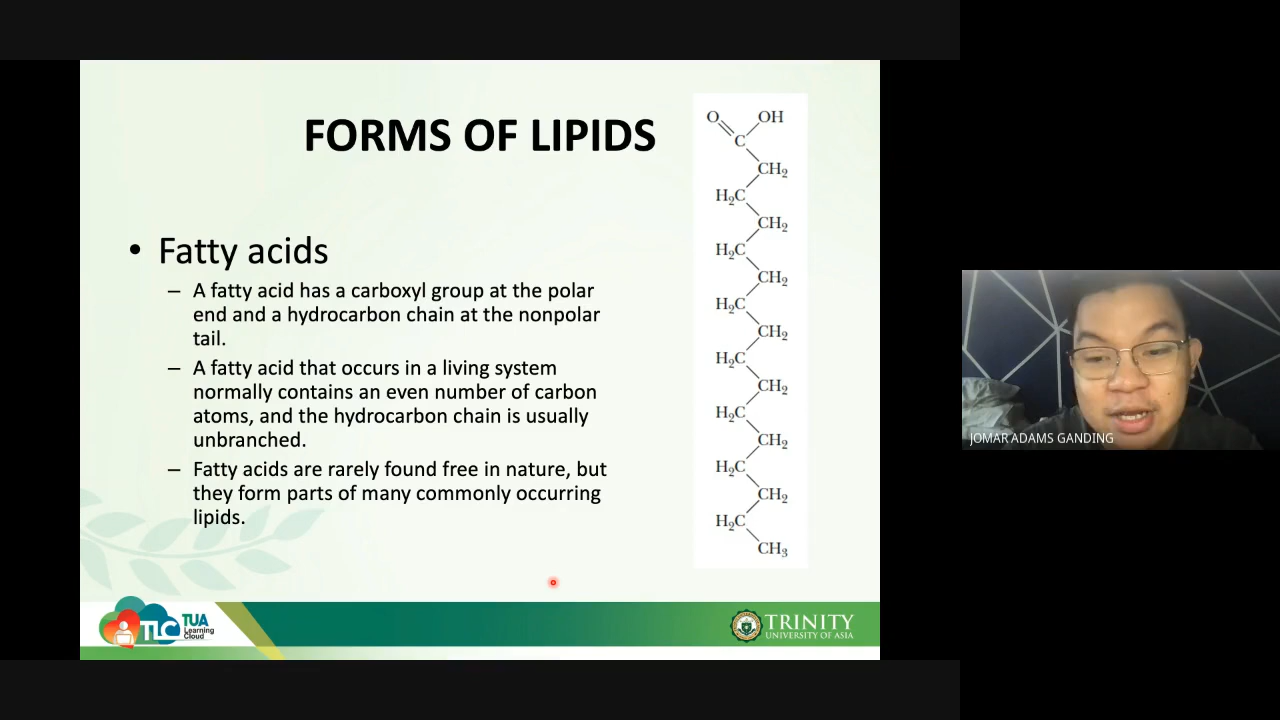 FORMS OF LIPIDS
• Fatty acids
– A fatty acid has a carboxyl group at the polar
end and a hydrocarbon chain at the nonpolar
tail.
– A fatty acid that occurs in a living system
normally contains an even number of carbon
atoms, and the hydrocarbon chain is usually
unbranched.
– Fatty acids are rarely found free in nature, but
they form parts of many commonly occurring
lipids.
O OH
C
CH₂
H₂C
CH₂
H₂C
CH₂
H₂C
CH₂
H₂C
CH₂
H₂C
CH₂
H₂C
CH₂
H₂C
CH₃
JOMAR ADAMS GANDING
TLC
TUA
Learning
Cloud
TRINITY
UNIVERSITY OF ASIA